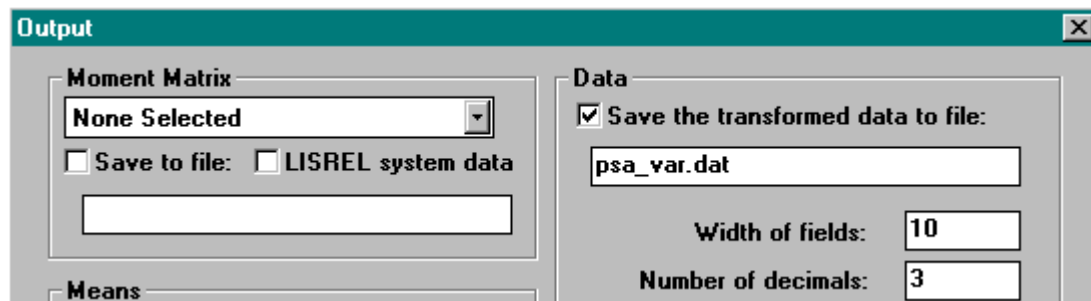 Output
Moment Matrix
None Selected
Save to file: LISREL system data
Means
Data
Save the transformed data to file:
psa_var.dat
Width of fields: 10
Number of decimals: 3